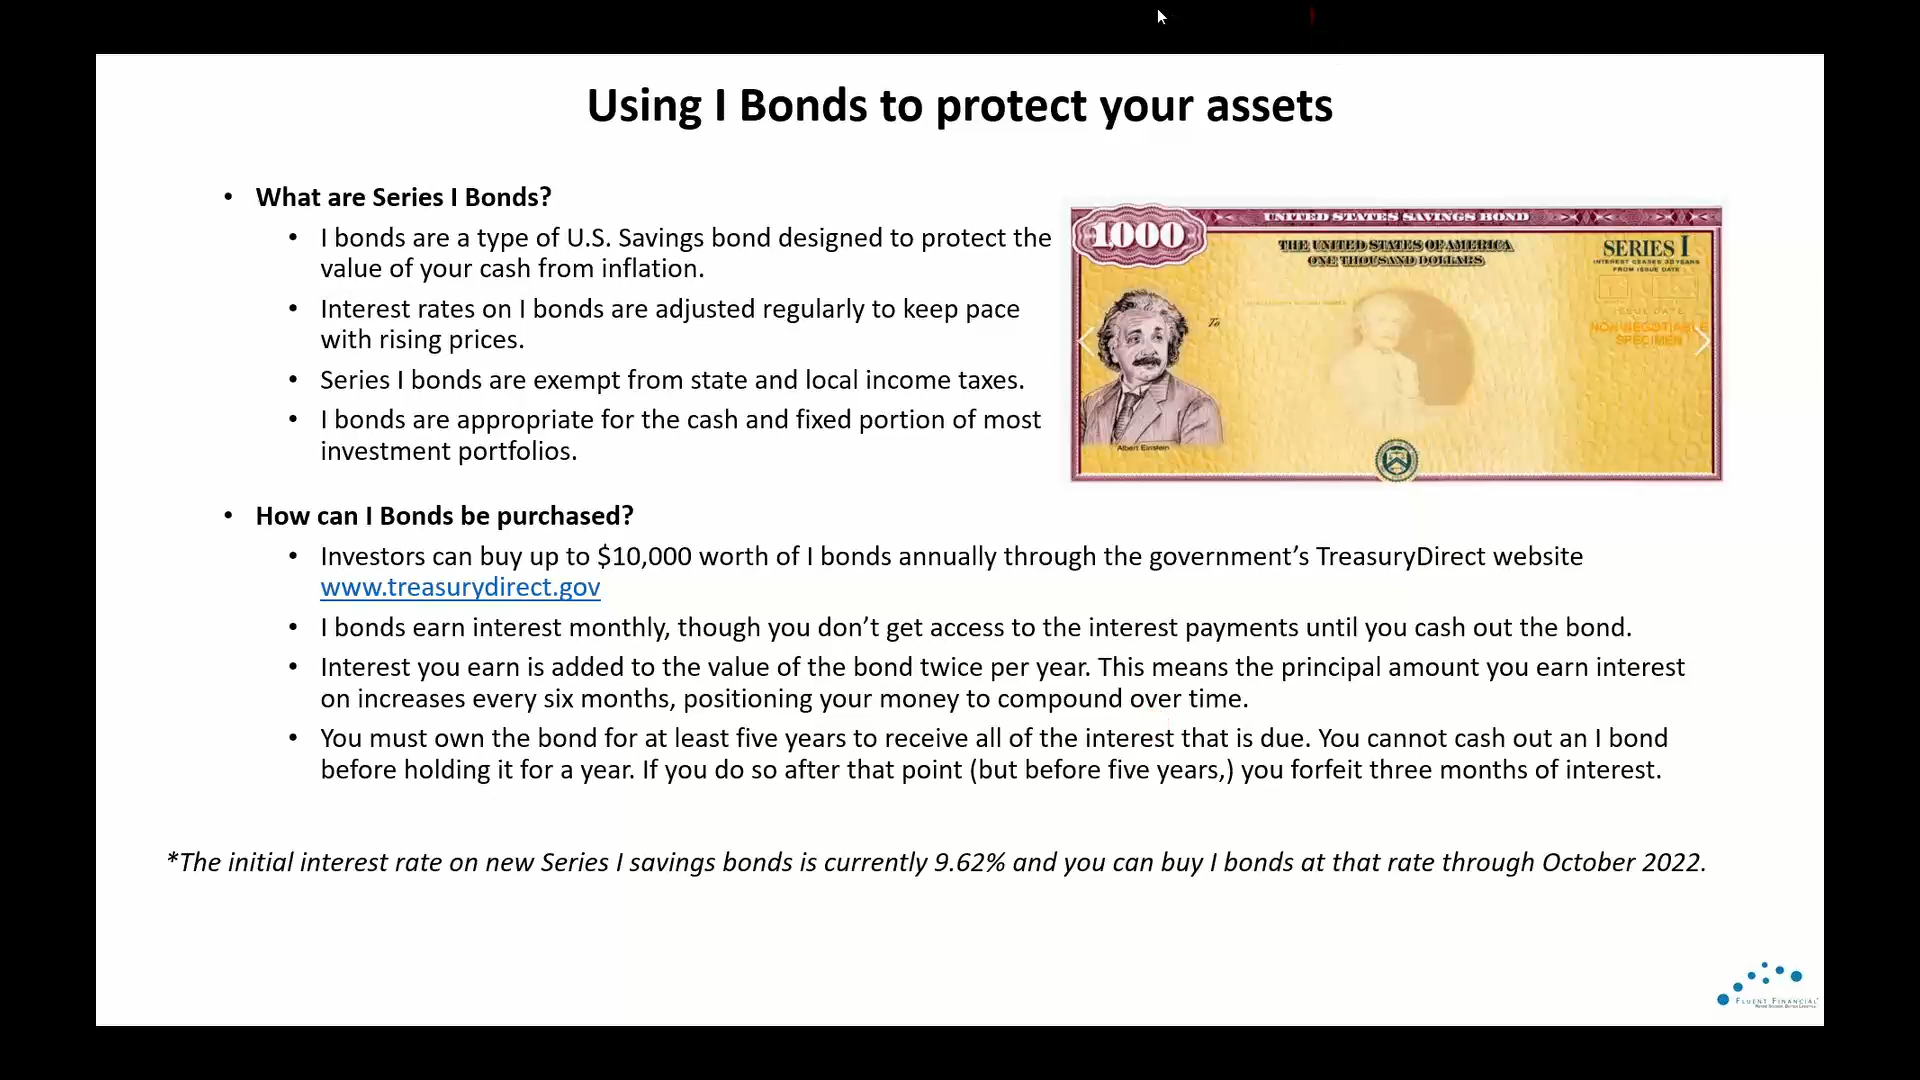 Using I Bonds to protect your assets
• What are Series I Bonds?
• I bonds are a type of U.S. Savings bond designed to protect the
value of your cash from inflation.
• Interest rates on I bonds are adjusted regularly to keep pace
with rising prices.
• Series I bonds are exempt from state and local income taxes.
• I bonds are appropriate for the cash and fixed portion of most
investment portfolios.
UNITED STATES SAVINGS BOND
1000
THE UNITED STATES OF AMERICA
ONE THOUSAND DOLLARS
SERIES I
INTEREST CEASES 30 YEARS
FROM ISSUE DATE
ISSUE DATE
To
NON-NEGOTIABLE
SPECIMEN
Albert Einstein
• How can I Bonds be purchased?
• Investors can buy up to $10,000 worth of I bonds annually through the government’s TreasuryDirect website
www.treasurydirect.gov
• I bonds earn interest monthly, though you don’t get access to the interest payments until you cash out the bond.
• Interest you earn is added to the value of the bond twice per year. This means the principal amount you earn interest
on increases every six months, positioning your money to compound over time.
• You must own the bond for at least five years to receive all of the interest that is due. You cannot cash out an I bond
before holding it for a year. If you do so after that point (but before five years,) you forfeit three months of interest.
*The initial interest rate on new Series I savings bonds is currently 9.62% and you can buy I bonds at that rate through October 2022.
FLUENT FINANCIAL